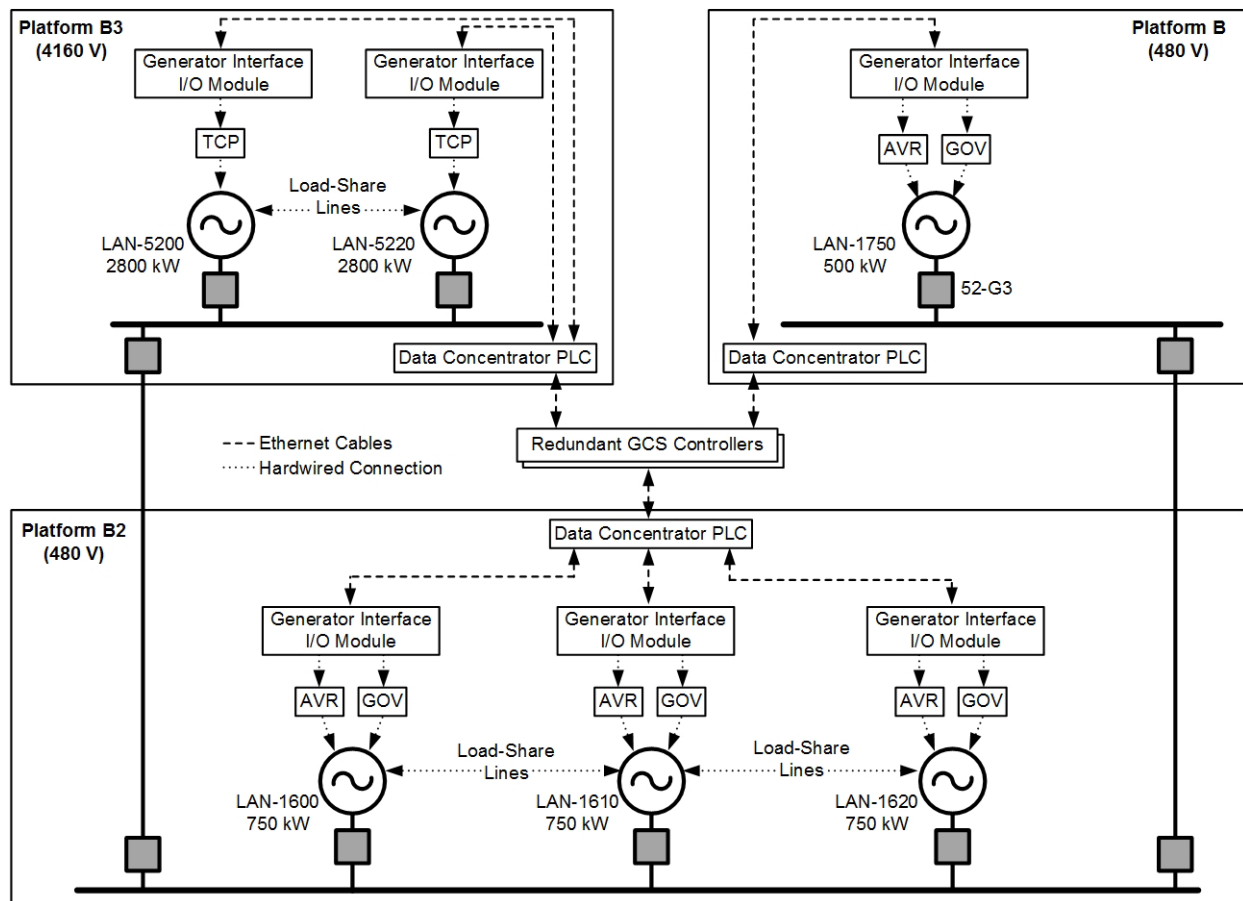 Platform B3
(4160 V)
Generator Interface
I/O Module
Generator Interface
I/O Module
TCP
TCP
Load-Share
Lines
LAN-5200
2800 kW
LAN-5220
2800 kW
Data Concentrator PLC
Platform B
(480 V)
Generator Interface
I/O Module
AVR
GOV
LAN-1750
500 kW
52-G3
Data Concentrator PLC
Ethernet Cables
Hardwired Connection
Redundant GCS Controllers
Platform B2
(480 V)
Data Concentrator PLC
Generator Interface
I/O Module
Generator Interface
I/O Module
Generator Interface
I/O Module
AVR
GOV
AVR
GOV
AVR
GOV
Load-Share
Lines
Load-Share
Lines
LAN-1600
750 kW
LAN-1610
750 kW
LAN-1620
750 kW